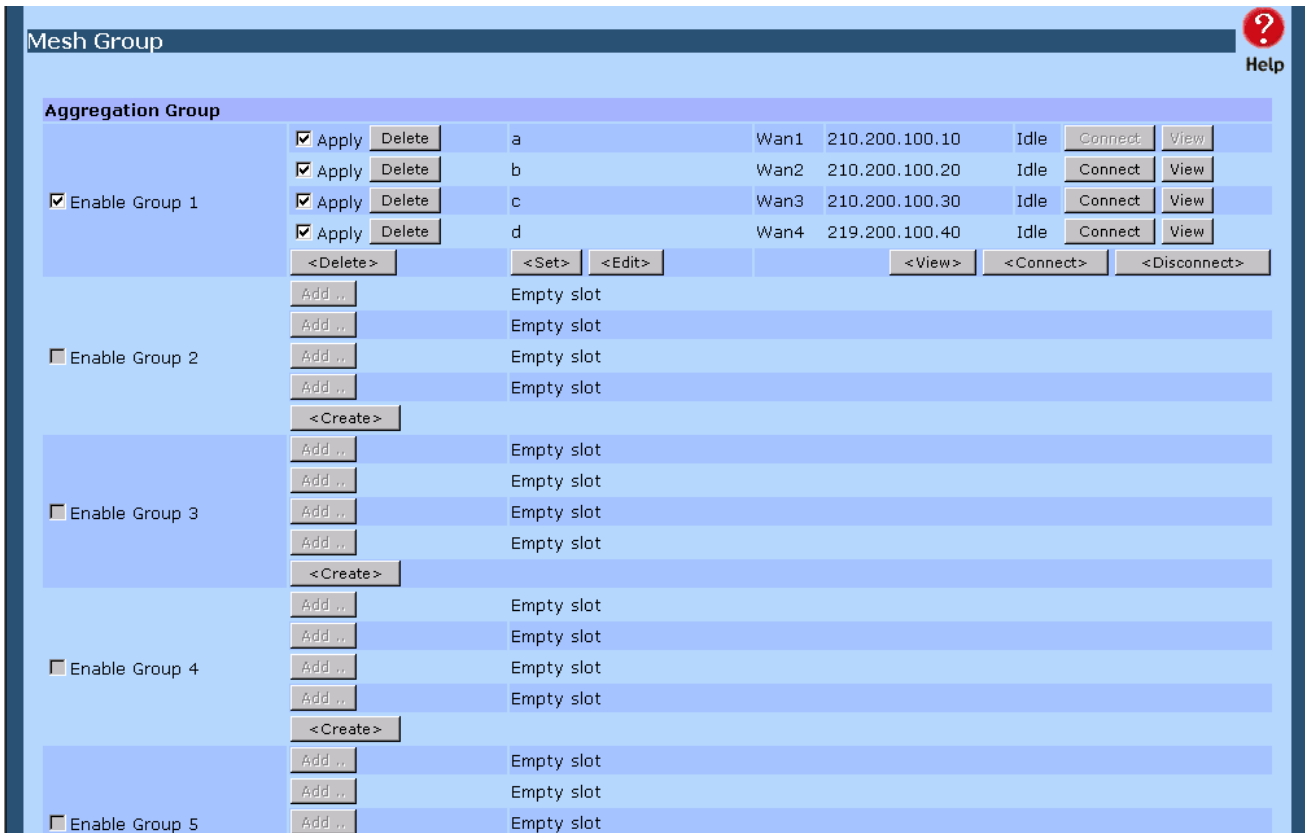 Mesh Group
?
Help
Aggregation Group
Apply Delete a Wan1 210.200.100.10 Idle Connect View
Apply Delete b Wan2 210.200.100.20 Idle Connect View
Enable Group 1 Apply Delete c Wan3 210.200.100.30 Idle Connect View
Apply Delete d Wan4 219.200.100.40 Idle Connect View
<Delete> <Set> <Edit> <View> <Connect> <Disconnect>
Add .. Empty slot
Add .. Empty slot
Enable Group 2 Add .. Empty slot
Add .. Empty slot
<Create>
Add .. Empty slot
Add .. Empty slot
Enable Group 3 Add .. Empty slot
Add .. Empty slot
<Create>
Add .. Empty slot
Add .. Empty slot
Enable Group 4 Add .. Empty slot
Add .. Empty slot
<Create>
Add .. Empty slot
Add .. Empty slot
Enable Group 5 Add .. Empty slot